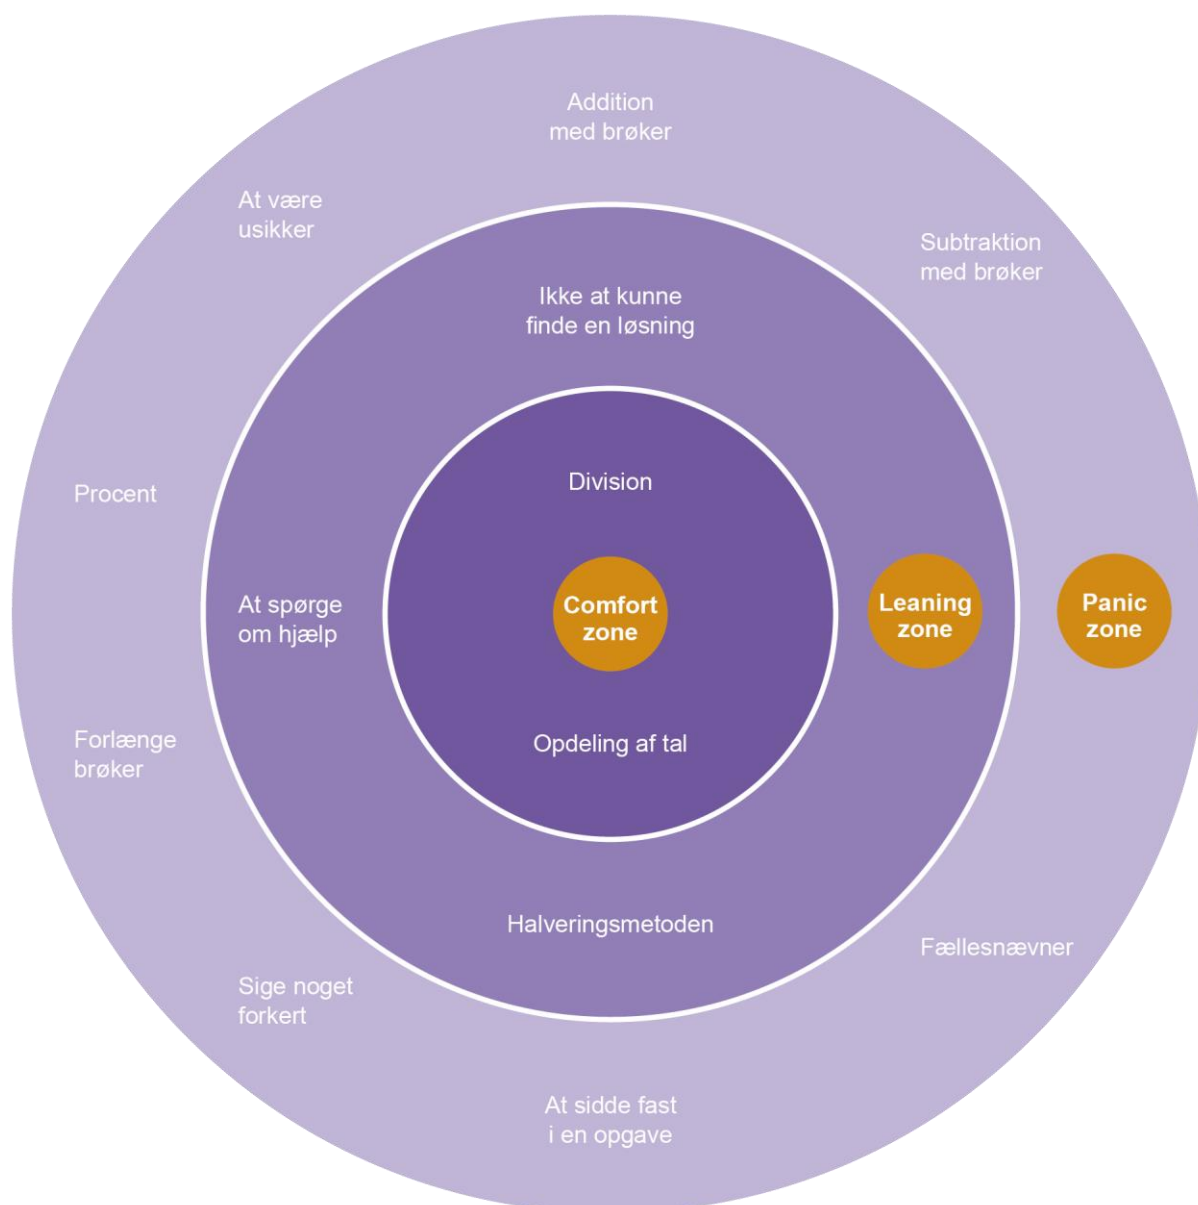 Addition
med brøker
At være
usikker
Subtraktion
med brøker
Ikke at kunne
finde en løsning
Division
Procent
At spørge
om hjælp
Comfort
zone
Leaning
zone
Panic
zone
Forlænge
brøker
Opdeling af tal
Halveringsmetoden
Fællesnævner
Sige noget
forkert
At sidde fast
i en opgave